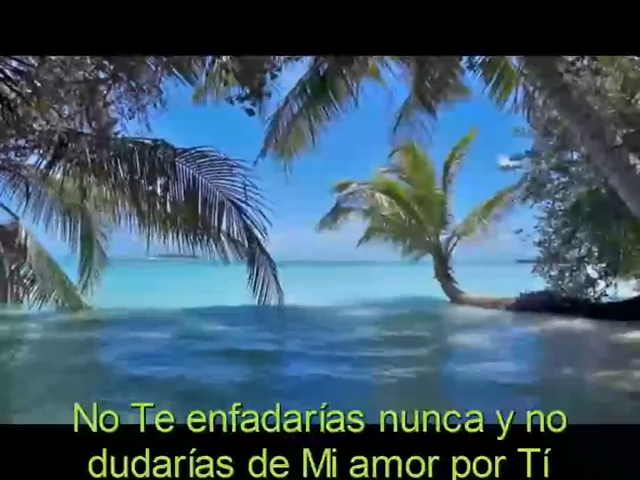 No Te enfadarías nunca y no
dudarías de Mi amor por Tí